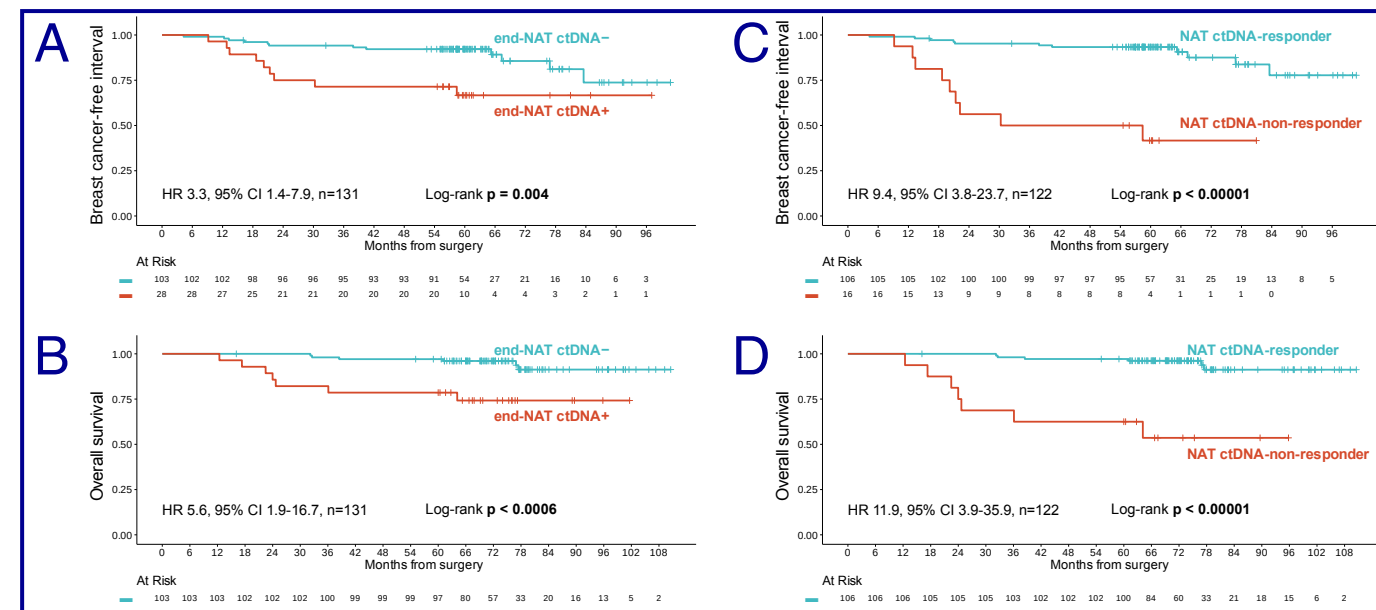 A
Breast cancer-free interval
1.00
0.75
0.50
0.25
0.00
end-NAT ctDNA−
end-NAT ctDNA+
HR 3.3, 95% CI 1.4-7.9, n=131 Log-rank p = 0.004
0 6 12 18 24 30 36 42 48 54 60 66 72 78 84 90 96
Months from surgery
At Risk
103 102 102 98 96 96 95 93 93 91 54 27 21 16 10 6 3
28 28 27 25 21 21 20 20 20 20 10 4 4 3 2 1 1
C
Breast camcer-free interval
1.00
0.75
0.50
0.25
0.00
NAT ctDNA-responder
NAT ctDNA-non-responder
HR 9.4, 95% CI 3.8-23.7, n=122 Log-rank p < 0.00001
0 6 12 18 24 30 36 42 48 54 60 66 72 78 84 90 96
Months from surgery
At Risk
106 105 105 102 100 100 99 97 97 95 57 31 25 19 13 8 5
16 16 15 13 9 9 8 8 8 8 4 1 1 1 0
B
Overall survival
1.00
0.75
0.50
0.25
0.00
end-NAT ctDNA−
end-NAT ctDNA+
HR 5.6, 95% CI 1.9-16.7, n=131 Log-rank p < 0.0006
0 6 12 18 24 30 36 42 48 54 60 66 72 78 84 90 96 102 108
Months from surgery
At Risk
103 103 103 102 102 102 100 99 99 99 97 80 57 33 20 16 13 5 2
D
Overall survival
1.00
0.75
0.50
0.25
0.00
NAT ctDNA-responder
NAT ctDNA-non-responder
HR 11.9, 95% CI 3.9-35.9, n=122 Log-rank p < 0.00001
0 6 12 18 24 30 36 42 48 54 60 66 72 78 84 90 96 102 108
Months from surgery
At Risk
106 106 106 105 105 105 103 102 102 102 100 84 60 33 21 18 15 6 2